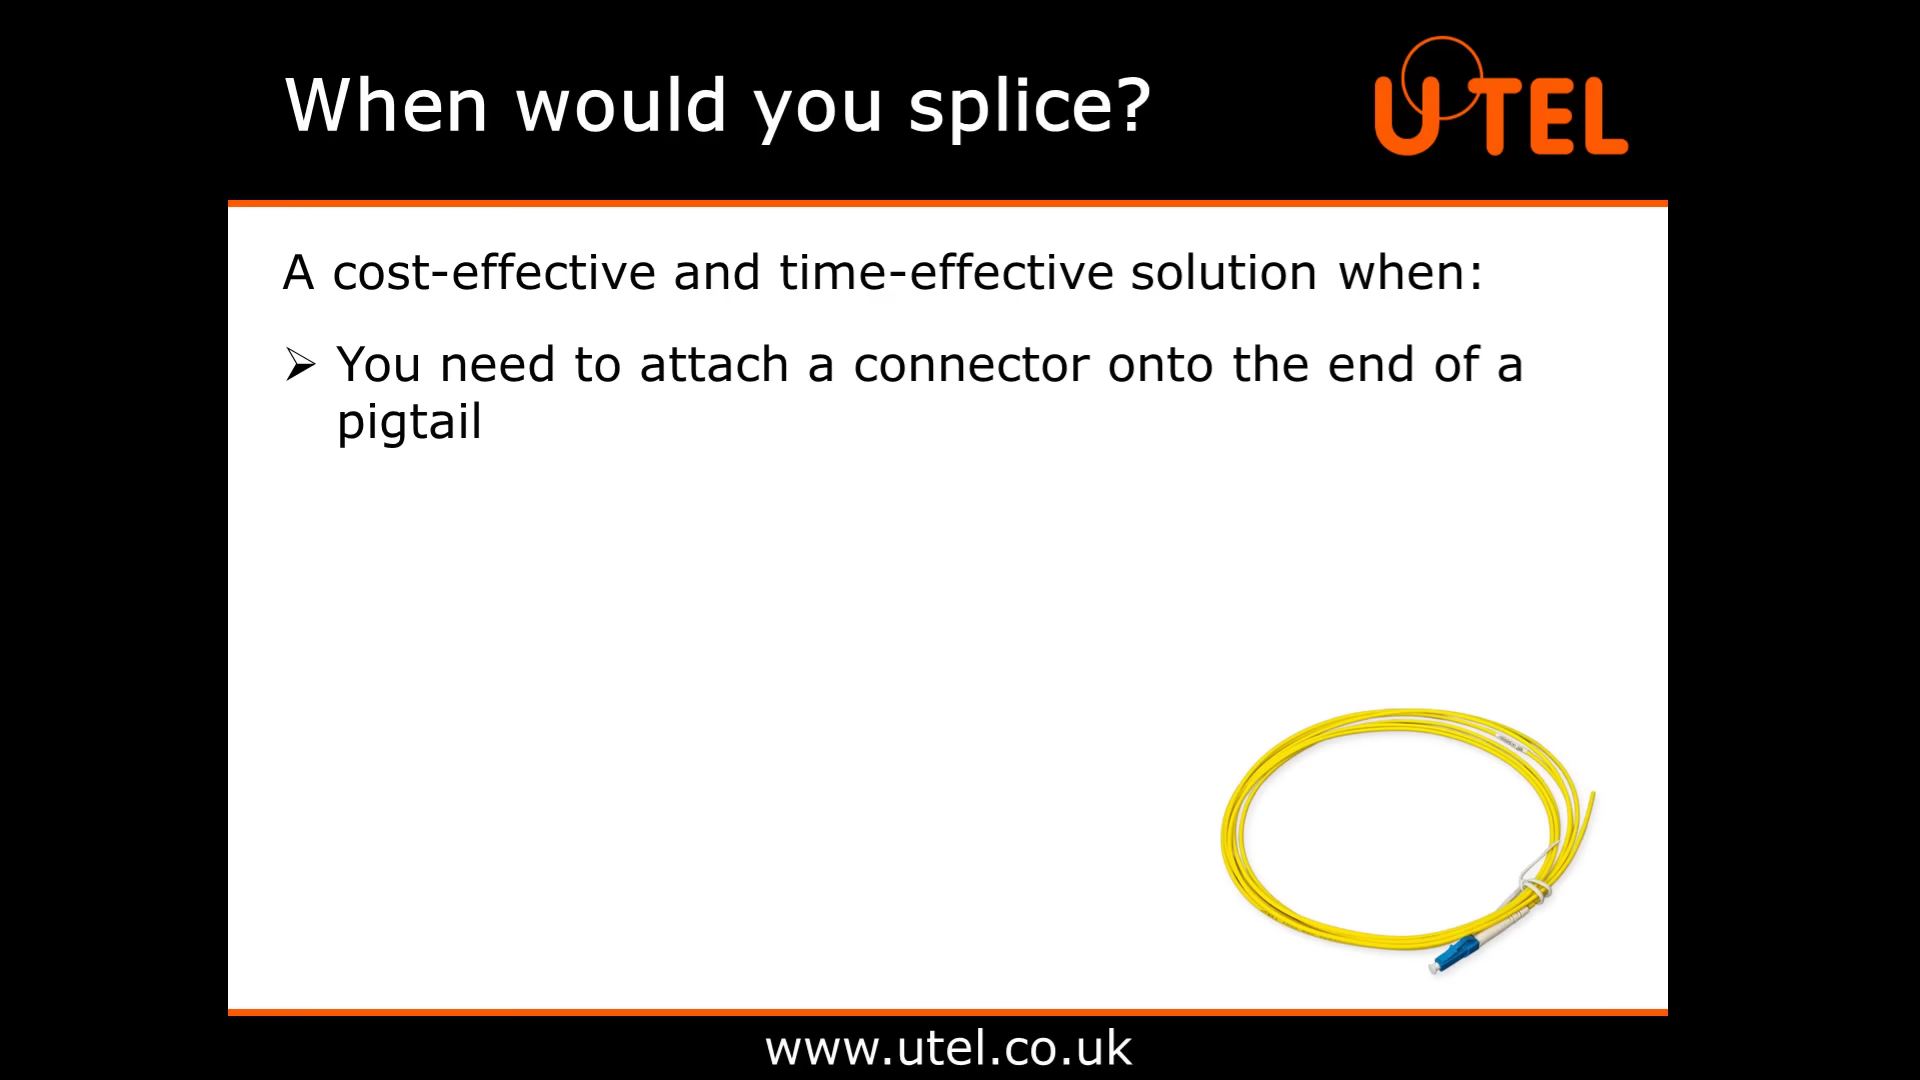 When would you splice?
UTEL
A cost-effective and time-effective solution when:
➢ You need to attach a connector onto the end of a
pigtail
www.utel.co.uk